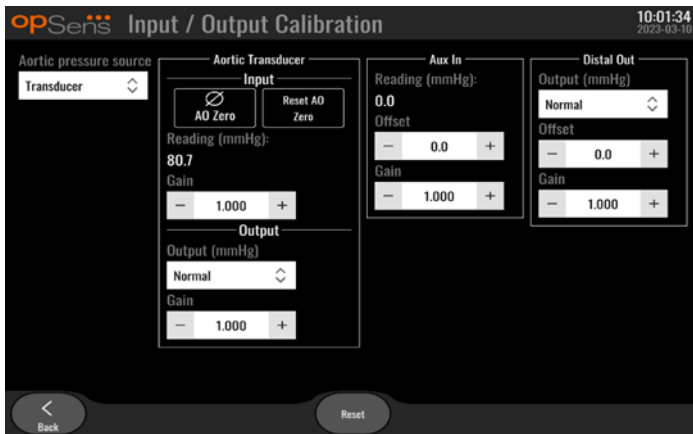 opSens Input / Output Calibration
10:01:34
2023-03-10
Aortic pressure source
Transducer
Aortic Transducer
Input
AO Zero
Reset AO
Zero
Reading (mmHg):
80.7
Gain
− 1.000 +
Output
Output (mmHg)
Normal
Gain
− 1.000 +
Aux In
Reading (mmHg):
0.0
Offset
− 0.0 +
Gain
− 1.000 +
Distal Out
Output (mmHg)
Normal
Offset
− 0.0 +
Gain
− 1.000 +
Back
Reset